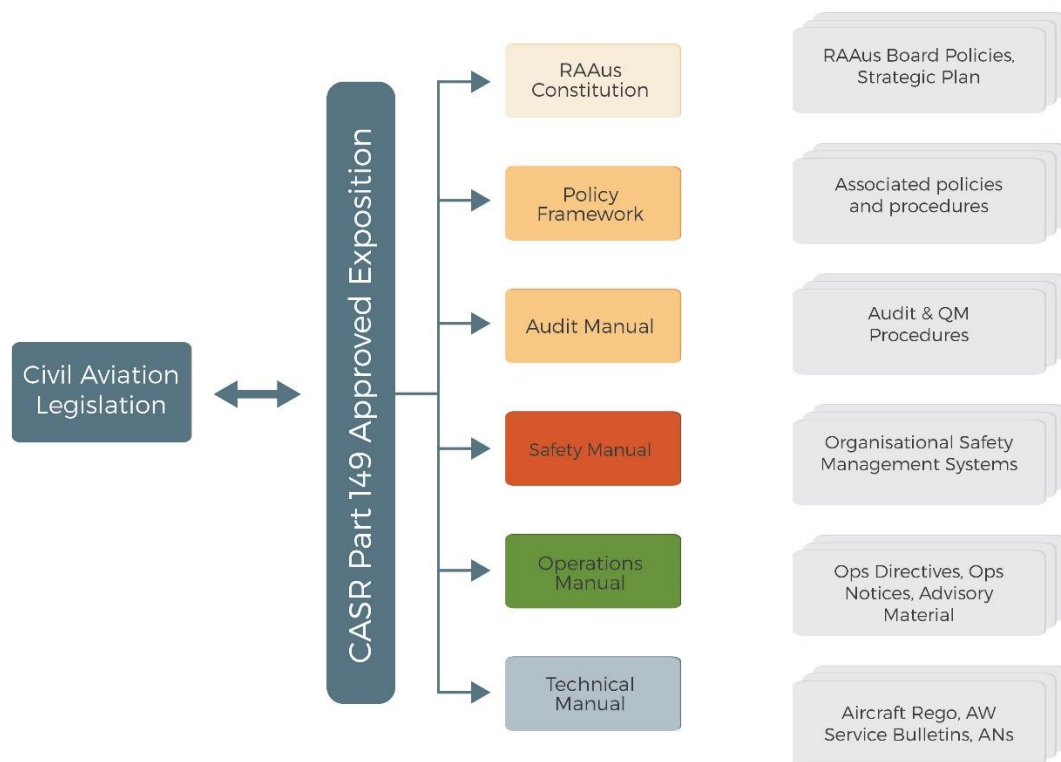 Civil Aviation
Legislation
CASR Part 149 Approved Exposition
RAAus
Constitution
RAAus Board Policies,
Strategic Plan
Policy
Framework
Associated policies
and procedures
Audit Manual
Audit & QM
Procedures
Safety Manual
Organisational Safety
Management Systems
Operations
Manual
Ops Directives, Ops
Notices, Advisory
Material
Technical
Manual
Aircraft Rego, AW
Service Bulletins, ANs